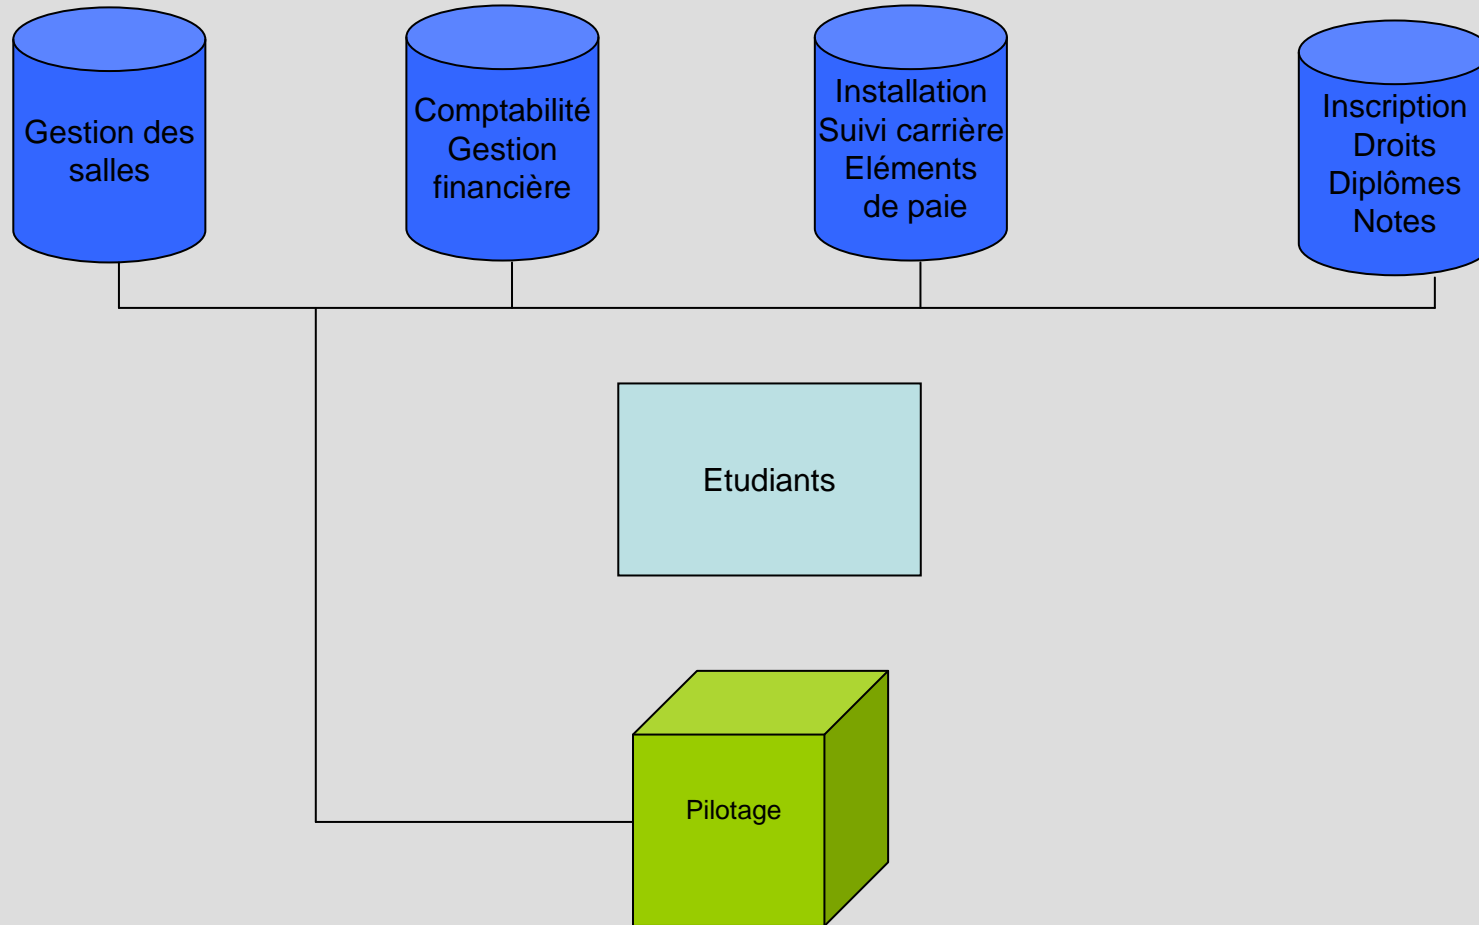 Gestion des
salles
Comptabilité
Gestion
financière
Installation
Suivi carrière
Eléments
de paie
Inscription
Droits
Diplômes
Notes
Etudiants
Pilotage